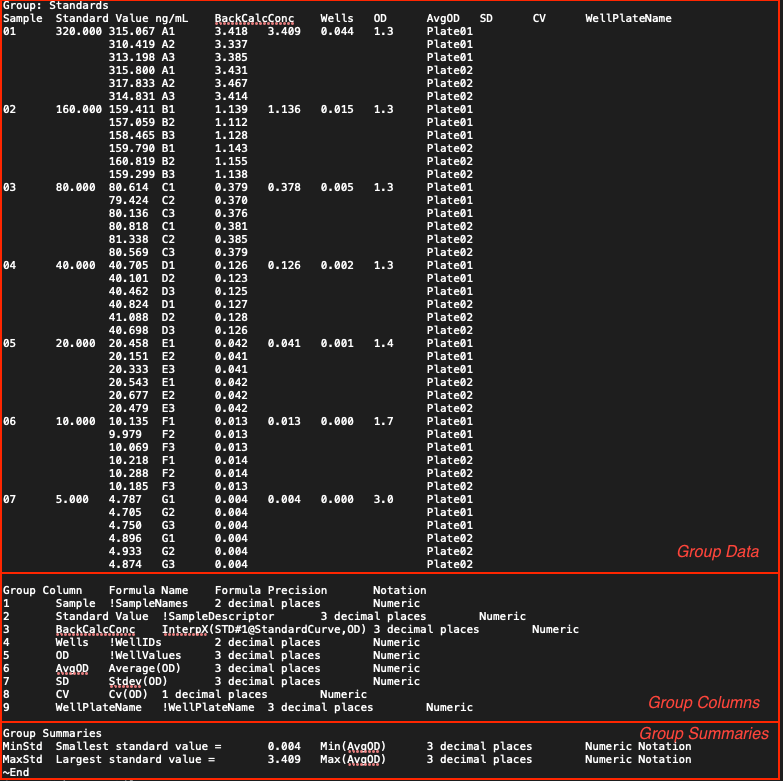 Group: Standards
Sample Standard Value ng/mL BackCalcConc Wells OD AvgOD SD CV WellPlateName
01 320.000 315.067 A1 3.418 3.409 0.044 1.3 Plate01
310.419 A2 3.337 Plate01
313.198 A3 3.385 Plate01
315.800 A1 3.431 Plate02
317.833 A2 3.467 Plate02
314.831 A3 3.414 Plate02
02 160.000 159.411 B1 1.139 1.136 0.015 1.3 Plate01
157.059 B2 1.112 Plate01
158.465 B3 1.128 Plate01
159.790 B1 1.143 Plate02
160.819 B2 1.155 Plate02
159.299 B3 1.138 Plate02
03 80.000 80.614 C1 0.379 0.378 0.005 1.3 Plate01
79.424 C2 0.370 Plate01
80.136 C3 0.376 Plate01
80.818 C1 0.381 Plate02
81.338 C2 0.385 Plate02
80.569 C3 0.379 Plate02
04 40.000 40.705 D1 0.126 0.126 0.002 1.3 Plate01
40.101 D2 0.123 Plate01
40.462 D3 0.125 Plate01
40.824 D1 0.127 Plate02
41.088 D2 0.128 Plate02
40.698 D3 0.126 Plate02
05 20.000 20.458 E1 0.042 0.041 0.001 1.4 Plate01
20.151 E2 0.041 Plate01
20.333 E3 0.041 Plate01
20.543 E1 0.042 Plate02
20.677 E2 0.042 Plate02
20.479 E3 0.042 Plate02
06 10.000 10.135 F1 0.013 0.013 0.000 1.7 Plate01
9.979 F2 0.013 Plate01
10.069 F3 0.013 Plate01
10.218 F1 0.014 Plate02
10.288 F2 0.014 Plate02
10.185 F3 0.013 Plate02
07 5.000 4.787 G1 0.004 0.004 0.000 3.0 Plate01
4.705 G2 0.004 Plate01
4.750 G3 0.004 Plate01
4.896 G1 0.004 Plate02
4.933 G2 0.004 Plate02
4.874 G3 0.004 Plate02
Group Data
Group Column Formula Name Formula Precision Notation
1 Sample !SampleNames 2 decimal places Numeric
2 Standard Value !SampleDescriptor 3 decimal places Numeric
3 BackCalcConc InterpX(STD#1@StandardCurve,OD) 3 decimal places Numeric
4 Wells !WellIDs 2 decimal places Numeric
5 OD !WellValues 3 decimal places Numeric
6 AvgOD Average(OD) 3 decimal places Numeric
7 SD Stdev(OD) 3 decimal places Numeric
8 CV Cv(OD) 1 decimal places Numeric
9 WellPlateName !WellPlateName 3 decimal places Numeric
Group Columns
Group Summaries
Group Summaries
MinStd Smallest standard value = 0.004 Min(AvgOD) 3 decimal places Numeric Notation
MaxStd Largest standard value = 3.409 Max(AvgOD) 3 decimal places Numeric Notation
~End